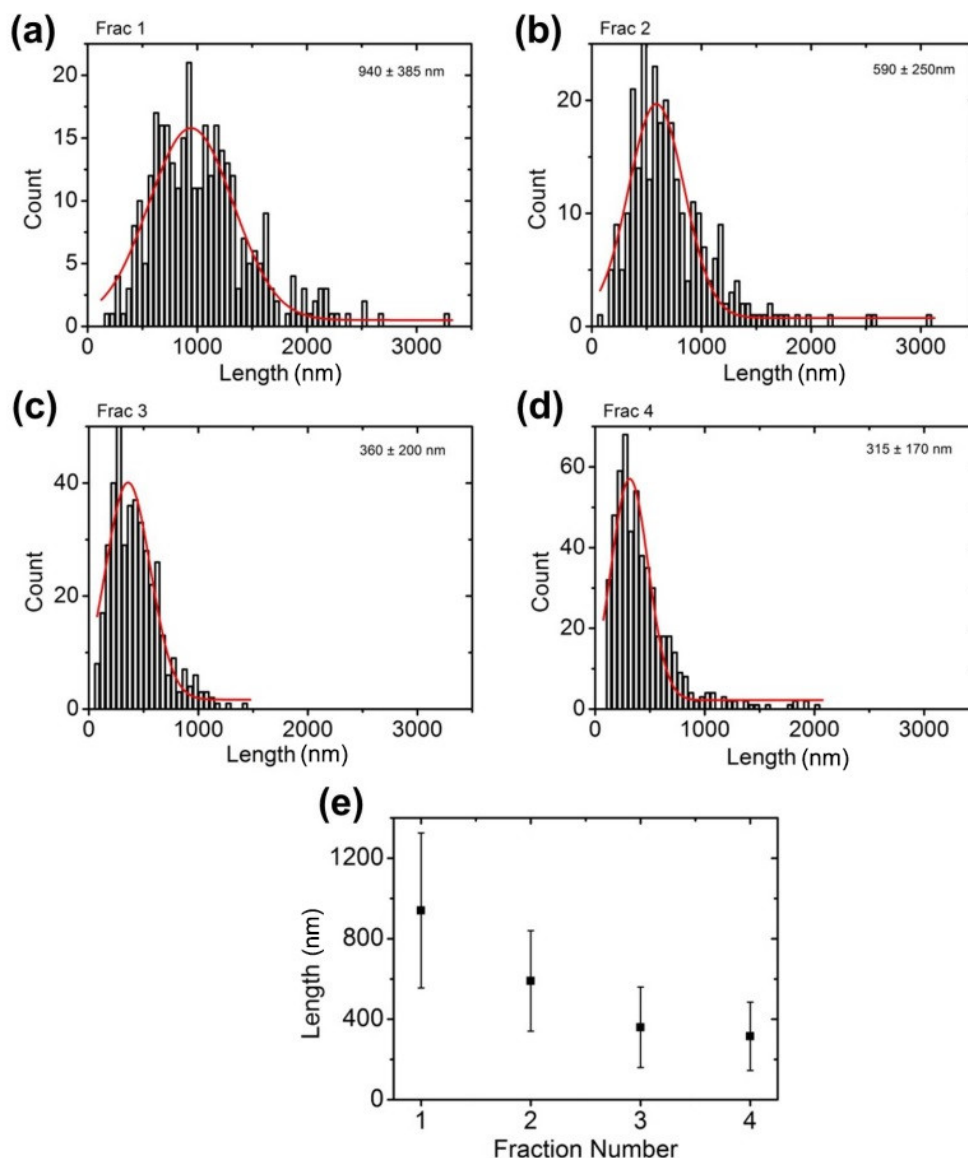 (a)
Frac 1
940 ± 385 nm
20
15
10
5
0
Count
0 1000 2000 3000
Length (nm)
(b)
Frac 2
590 ± 250nm
20
10
0
Count
0 1000 2000 3000
Length (nm)
(c)
Frac 3
360 ± 200 nm
40
20
0
Count
0 1000 2000 3000
Length (nm)
(d)
Frac 4
315 ± 170 nm
60
40
20
0
Count
0 1000 2000 3000
Length (nm)
(e)
1200
800
400
0
Length (nm)
1 2 3 4
Fraction Number